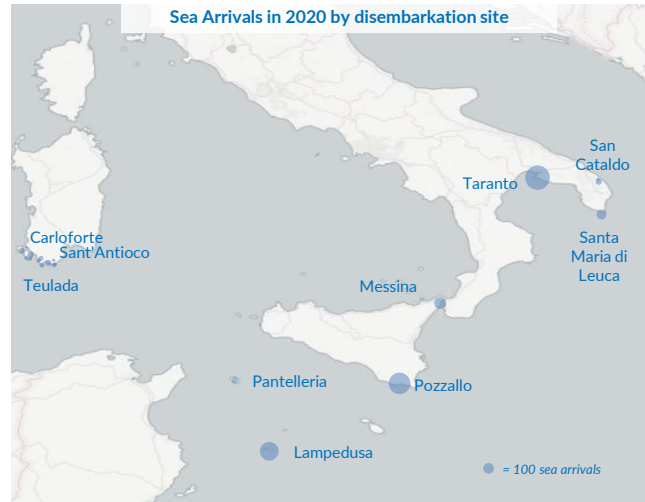 Sea Arrivals in 2020 by disembarkation site
San
Cataldo
Taranto
Carloforte
Sant'Antioco
Santa
Maria di
Leuca
Teulada
Messina
Pantelleria
Pozzallo
Lampedusa
= 100 sea arrivals